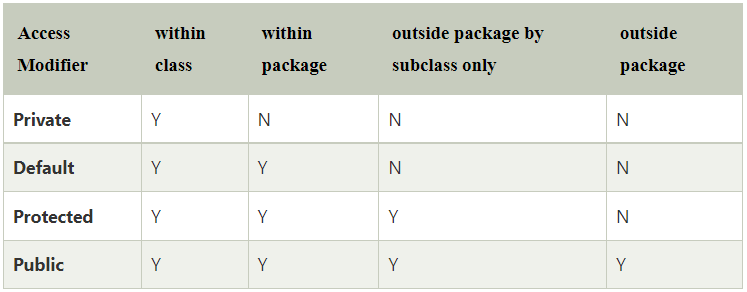 Access Modifier within class within package outside package by subclass only outside package
Private Y N N N
Default Y Y N N
Protected Y Y Y N
Public Y Y Y Y